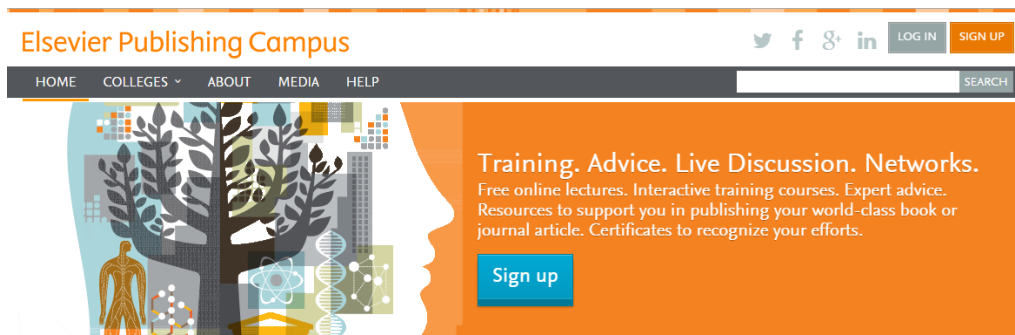 Elsevier Publishing Campus
LOG IN
SIGN UP
HOME
COLLEGES
ABOUT
MEDIA
HELP
SEARCH
Training. Advice. Live Discussion. Networks.
Free online lectures. Interactive training courses. Expert advice.
Resources to support you in publishing your world-class book or
journal article. Certificates to recognize your efforts.
Sign up